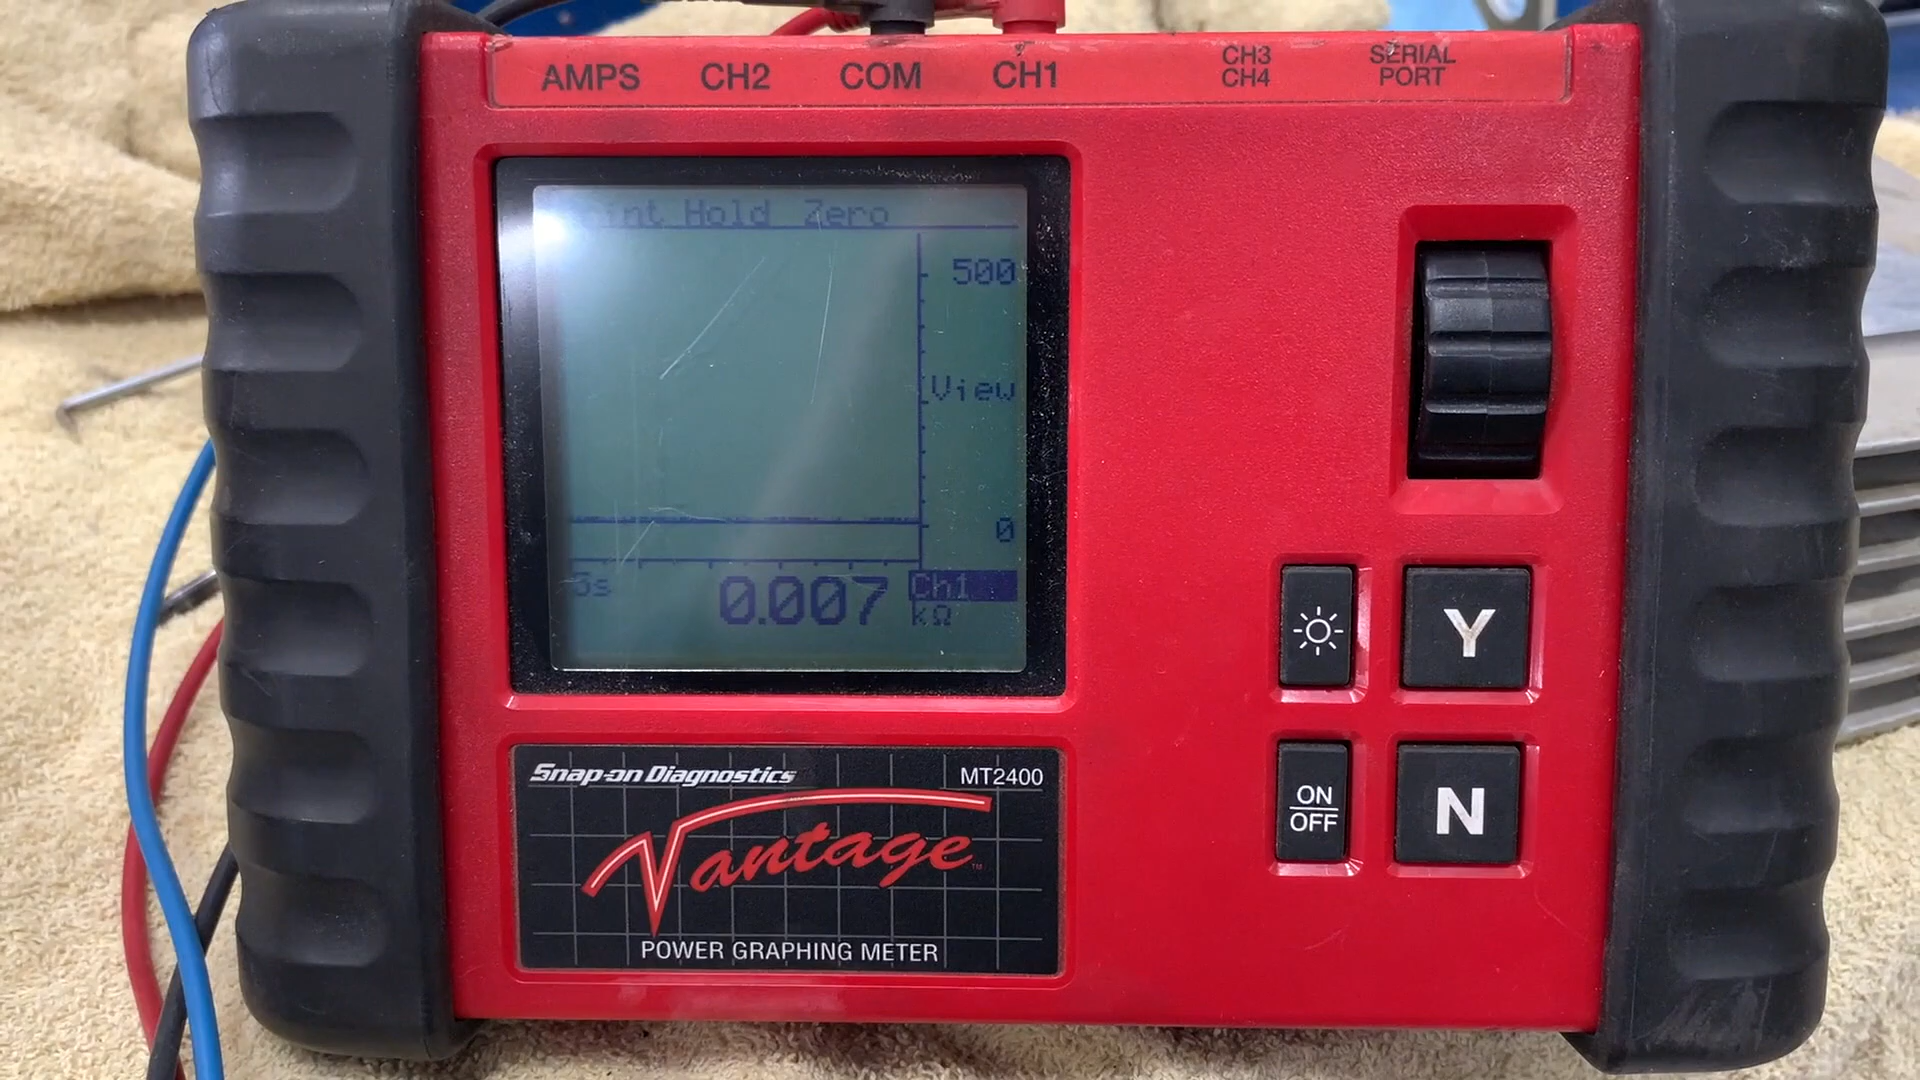 AMPS CH2 COM CH1 CH3 CH4 SERIAL PORT
Hold Zero
500
View
0
Ch1
0.007 kΩ
Snap-on Diagnostics MT2400
Vantage™
POWER GRAPHING METER
Y
ON OFF
N